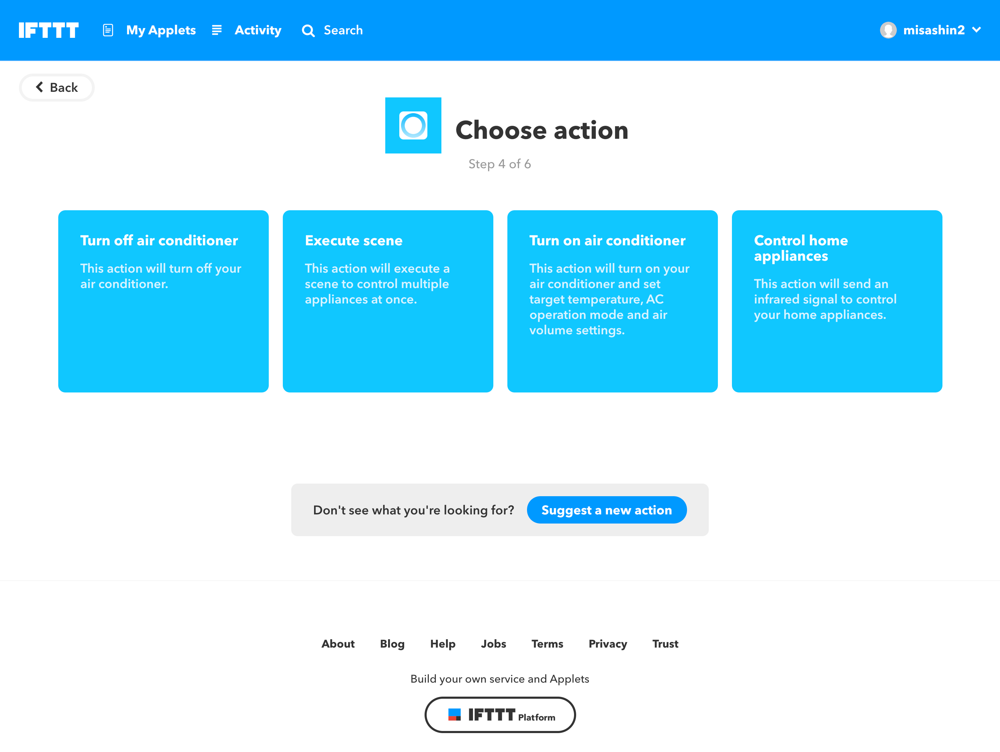 IFTTT
My Applets
Activity
Search
misashin2
Back
Choose action
Step 4 of 6
Turn off air conditioner
This action will turn off your
air conditioner.
Execute scene
This action will execute a
scene to control multiple
appliances at once.
Turn on air conditioner
This action will turn on your
air conditioner and set
target temperature, AC
operation mode and air
volume settings.
Control home
appliances
This action will send an
infrared signal to control
your home appliances.
Don't see what you're looking for?
Suggest a new action
About
Blog
Help
Jobs
Terms
Privacy
Trust
Build your own service and Applets
IFTTT Platform